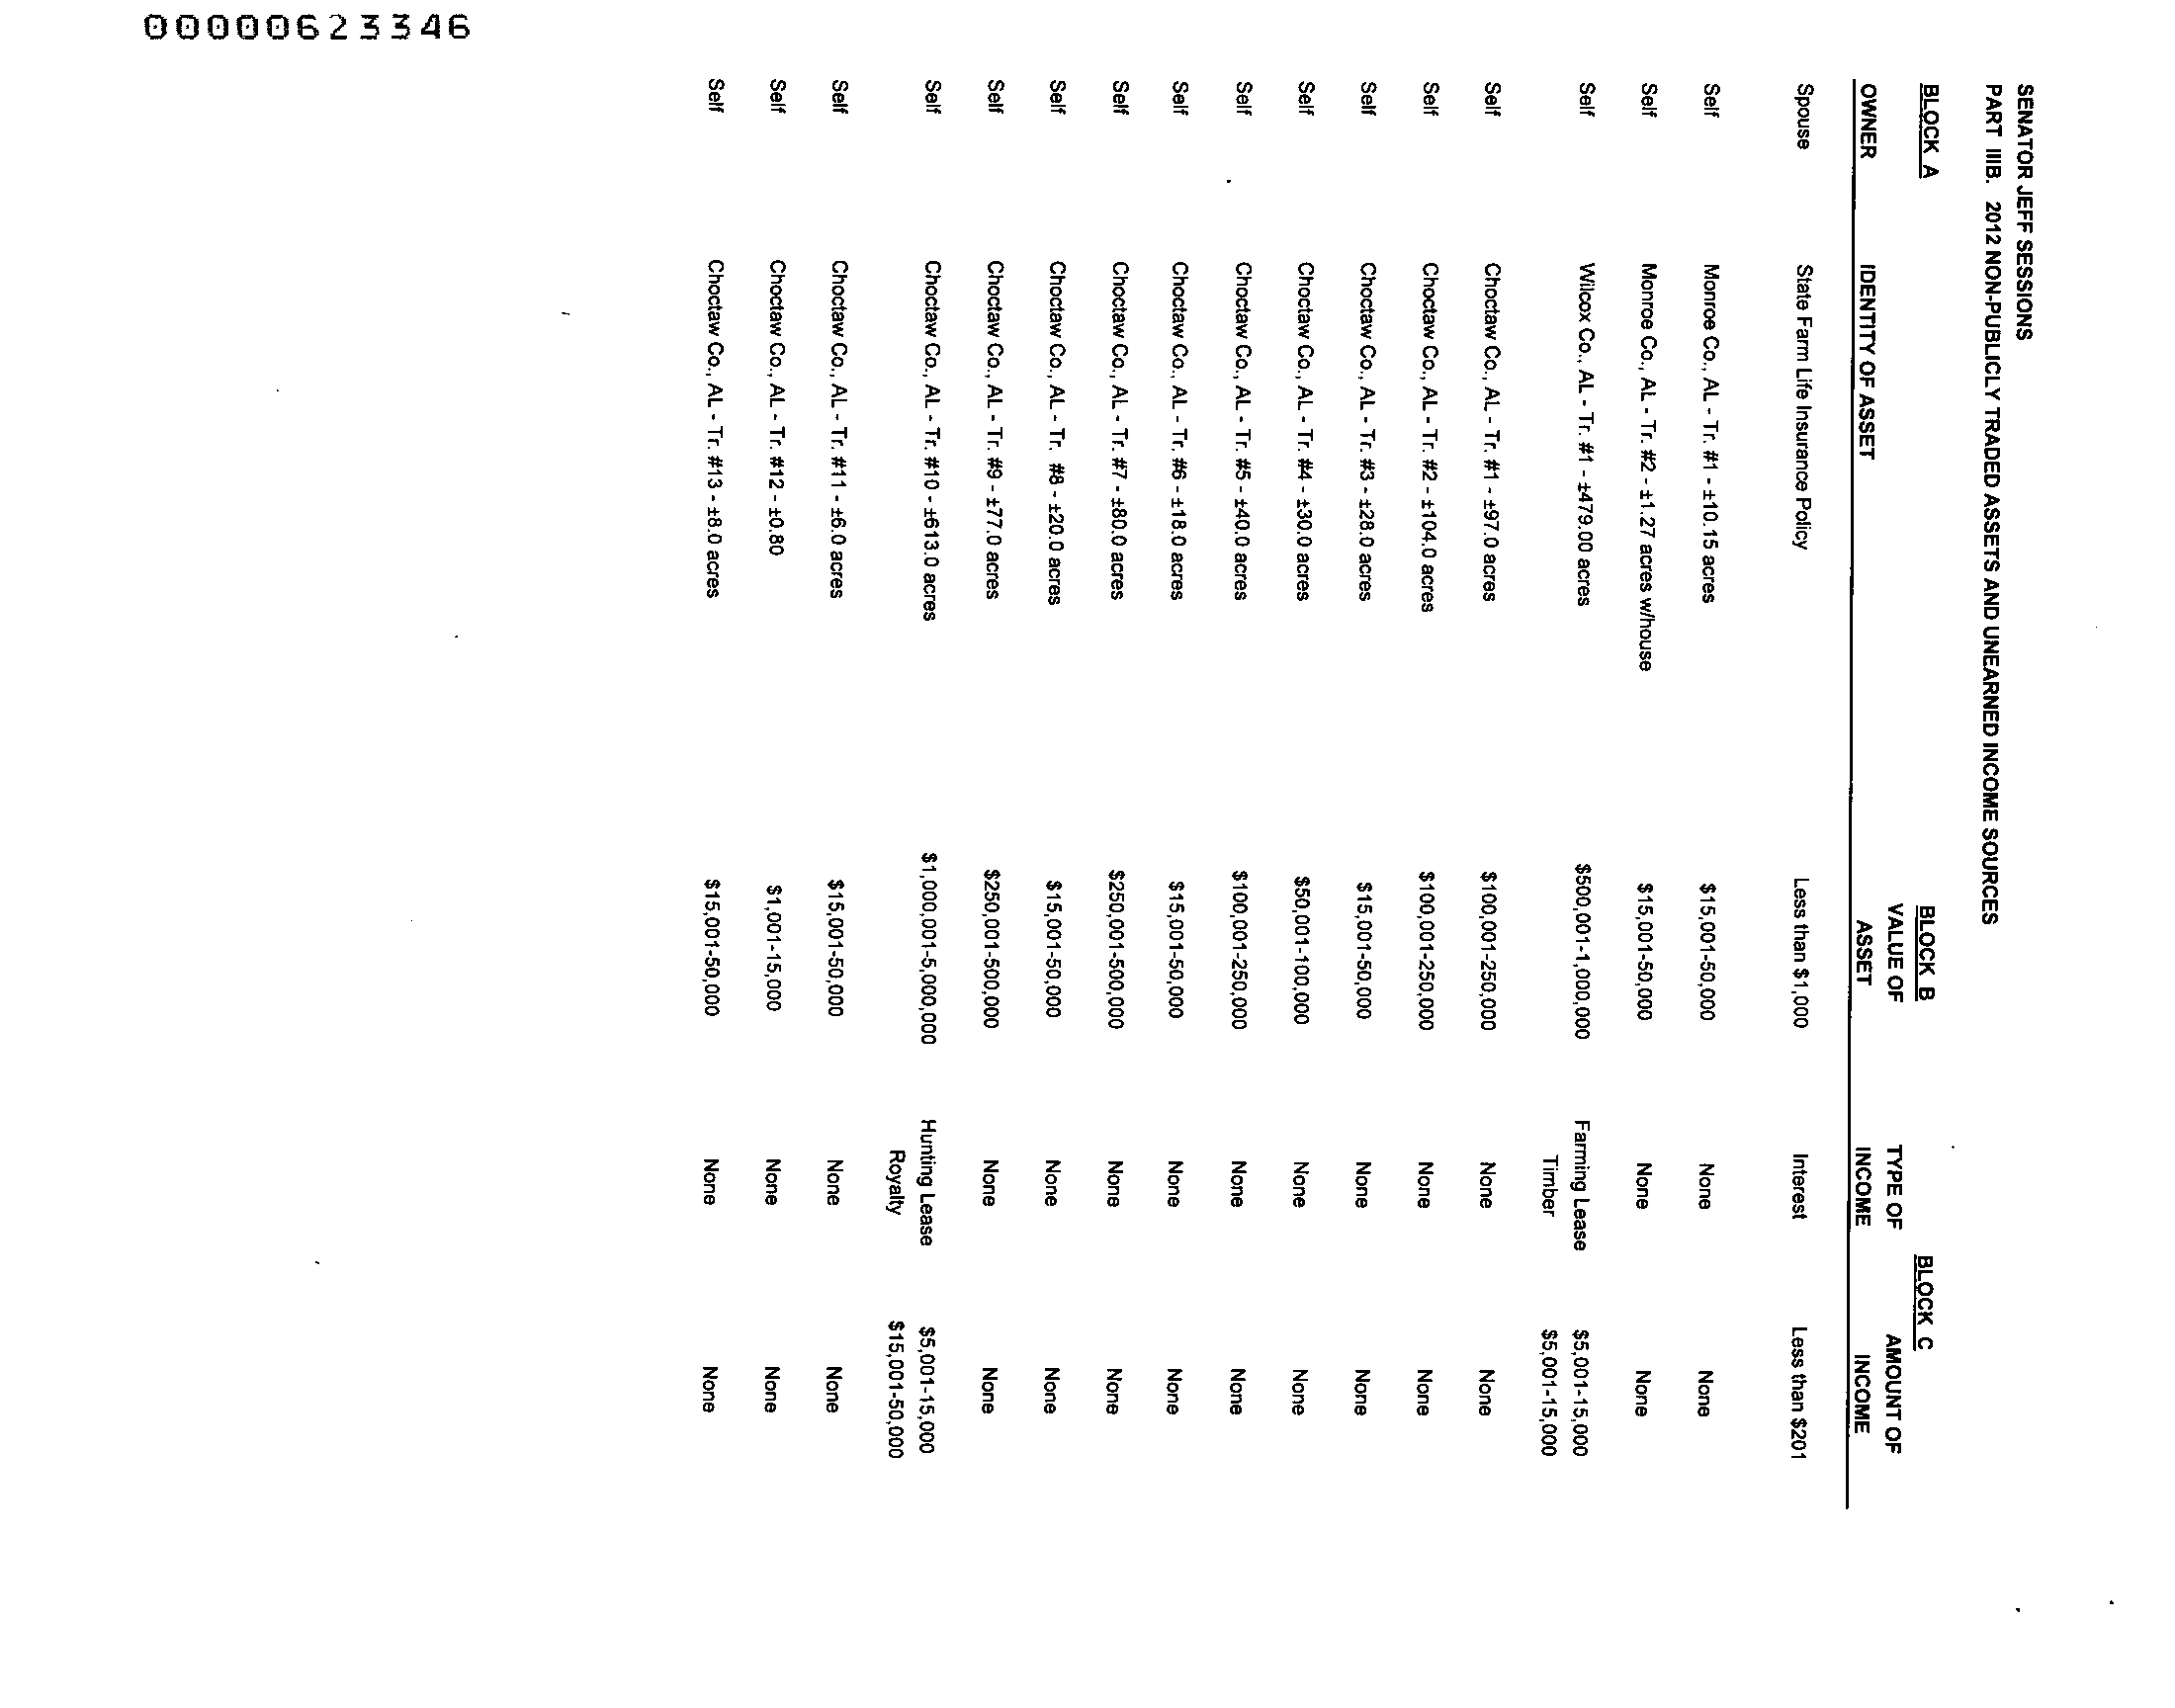 00000623346
SENATOR JEFF SESSIONS
PART IIIB. 2012 NON-PUBLICLY TRADED ASSETS AND UNEARNED INCOME SOURCES
BLOCK A BLOCK B BLOCK C
VALUE OF TYPE OF AMOUNT OF
OWNER IDENTITY OF ASSET ASSET INCOME INCOME
Spouse State Farm Life Insurance Policy Less than $1,000 Interest Less than $201
Self Monroe Co., AL - Tr. #1 - ±10.15 acres $15,001-50,000 None None
Self Monroe Co., AL - Tr. #2 - ±1.27 acres w/house $15,001-50,000 None None
Self Wilcox Co., AL - Tr. #1 - ±479.00 acres $500,001-1,000,000 Farming Lease $5,001-15,000
Timber $5,001-15,000
Self Choctaw Co., AL - Tr. #1 - ±97.0 acres $100,001-250,000 None None
Self Choctaw Co., AL - Tr. #2 - ±104.0 acres $100,001-250,000 None None
Self Choctaw Co., AL - Tr. #3 - ±28.0 acres $15,001-50,000 None None
Self Choctaw Co., AL - Tr. #4 - ±30.0 acres $50,001-100,000 None None
Self Choctaw Co., AL - Tr. #5 - ±40.0 acres $100,001-250,000 None None
Self Choctaw Co., AL - Tr. #6 - ±18.0 acres $15,001-50,000 None None
Self Choctaw Co., AL - Tr. #7 - ±80.0 acres $250,001-500,000 None None
Self Choctaw Co., AL - Tr. #8 - ±20.0 acres $15,001-50,000 None None
Self Choctaw Co., AL - Tr. #9 - ±77.0 acres $250,001-500,000 None None
Self Choctaw Co., AL - Tr. #10 - ±613.0 acres $1,000,001-5,000,000 Hunting Lease $5,001-15,000
Royalty $15,001-50,000
Self Choctaw Co., AL - Tr. #11 - ±6.0 acres $15,001-50,000 None None
Self Choctaw Co., AL - Tr. #12 - ±0.80 $1,001-15,000 None None
Self Choctaw Co., AL - Tr. #13 - ±8.0 acres $15,001-50,000 None None